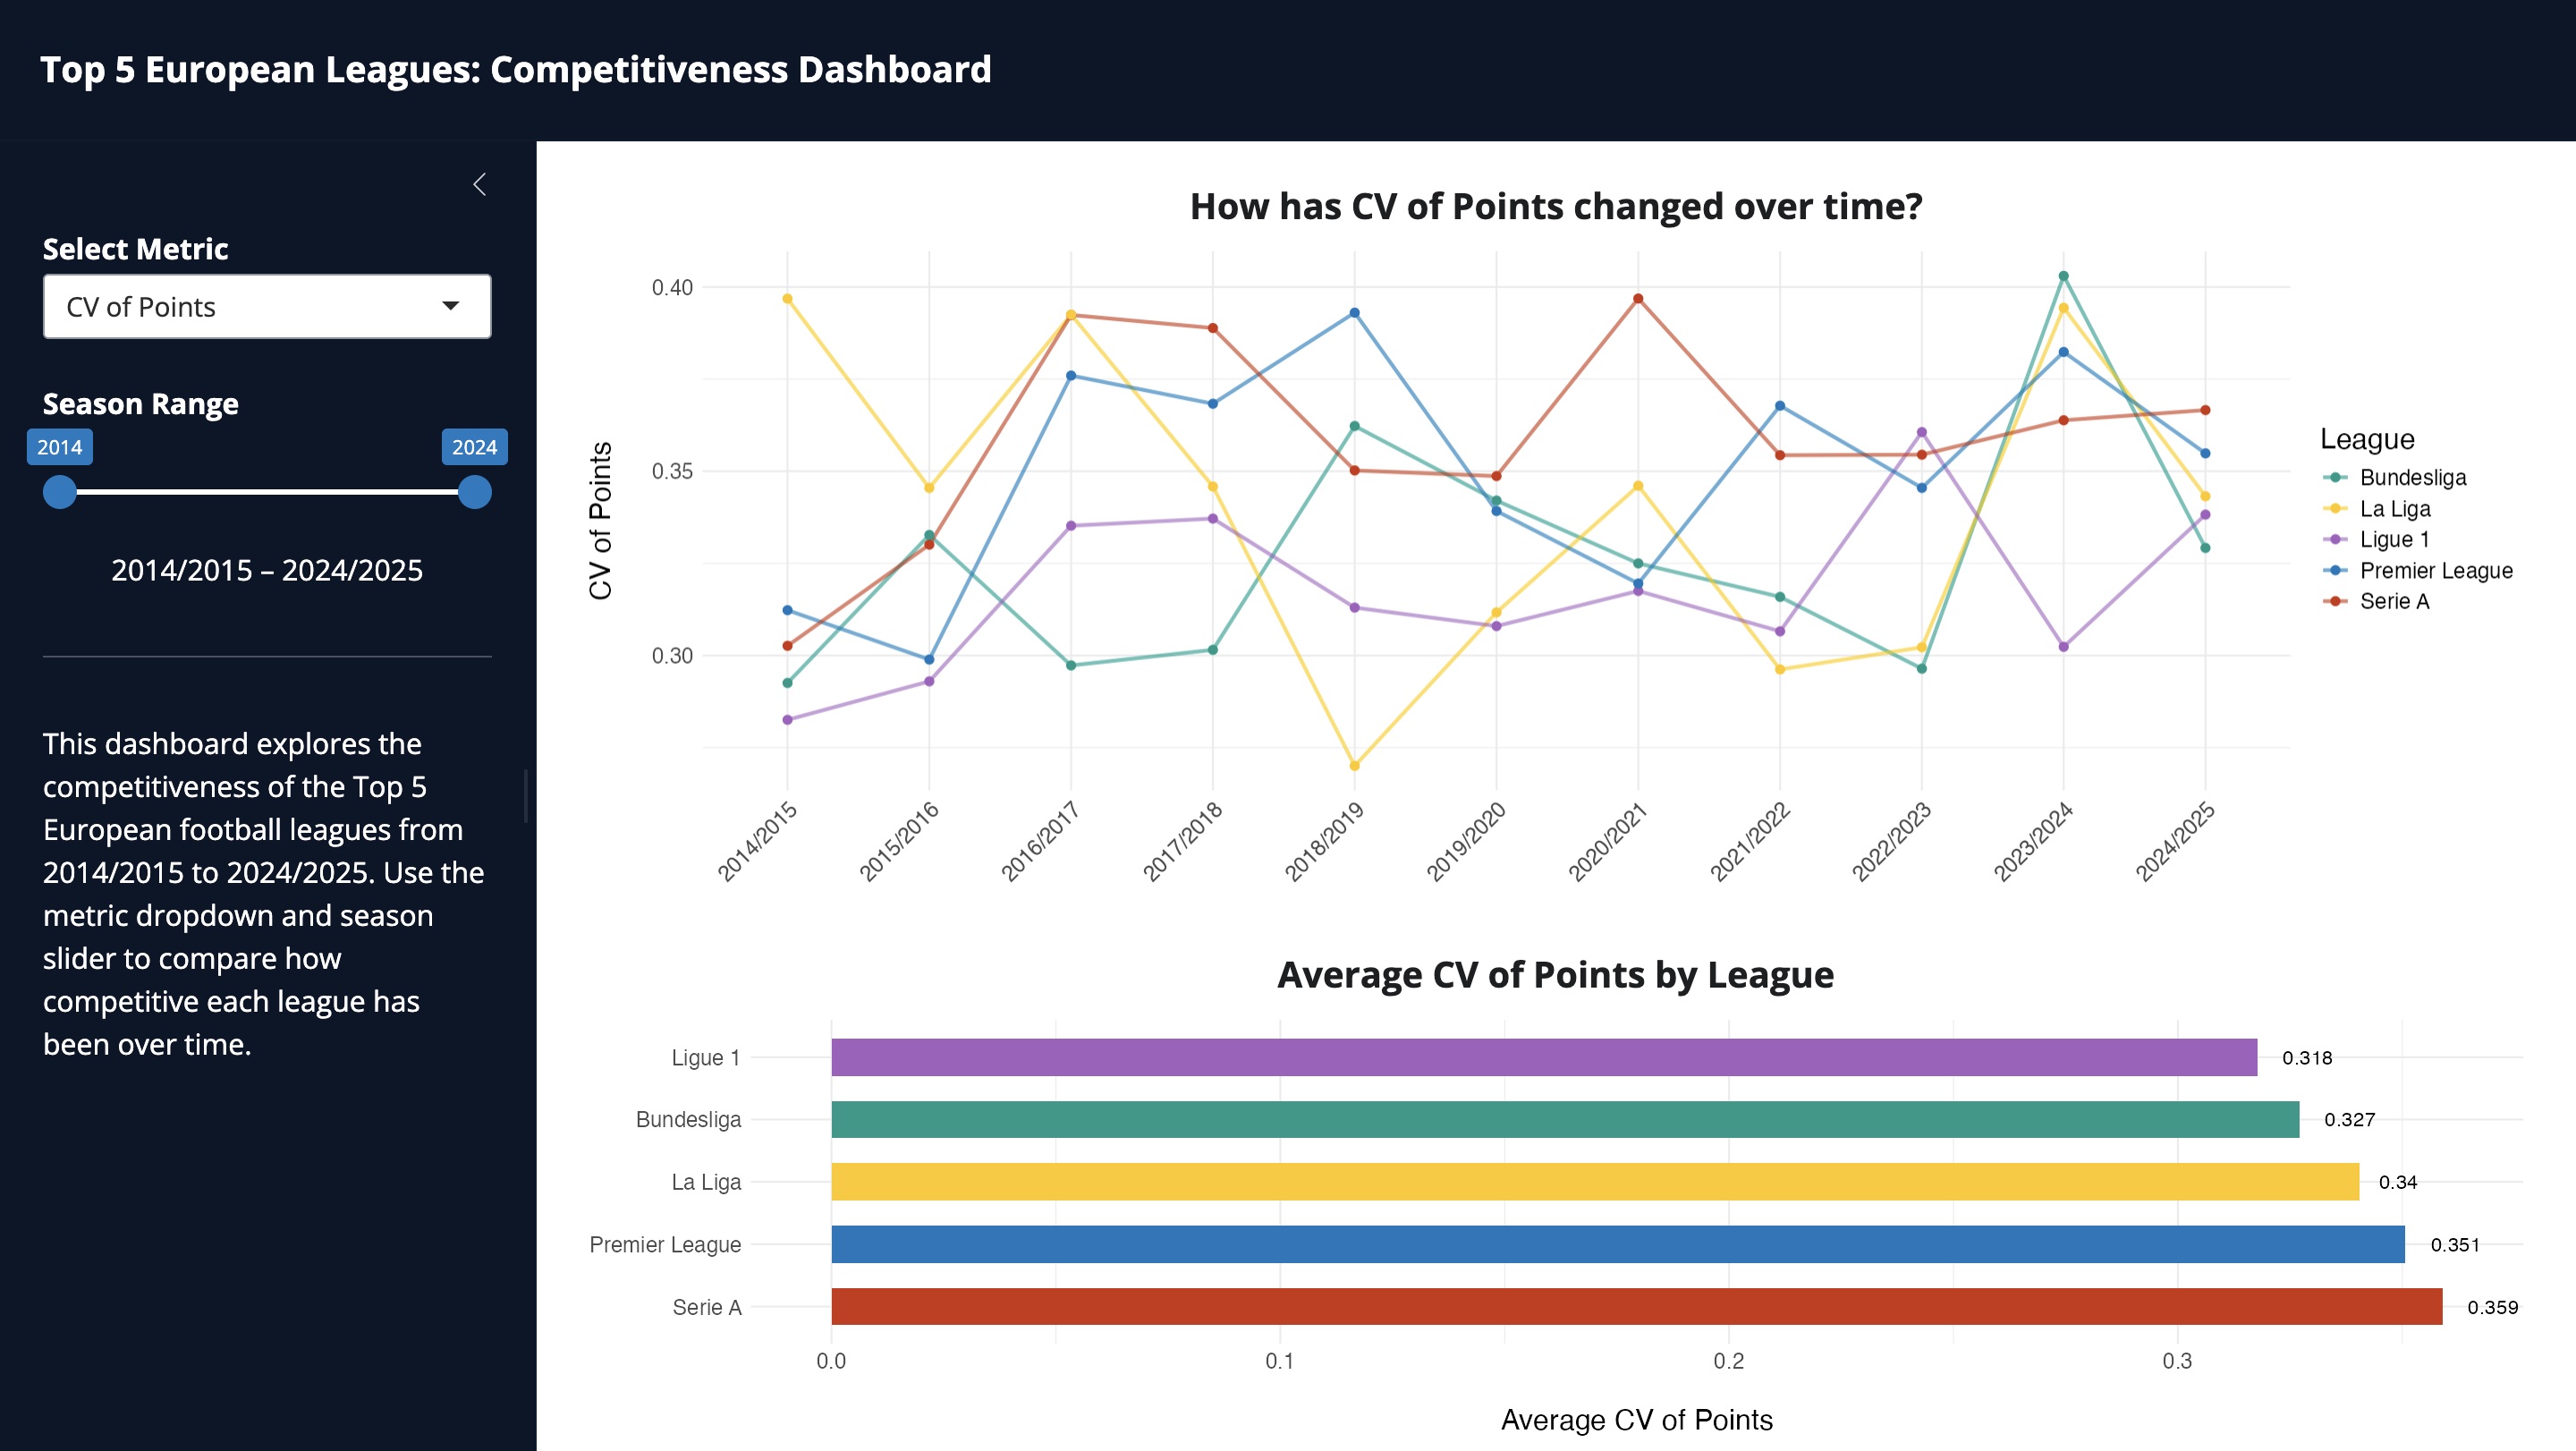 Top 5 European Leagues: Competitiveness Dashboard
Select Metric
CV of Points
Season Range
2014
2024
2014/2015 – 2024/2025
This dashboard explores the
competitiveness of the Top 5
European football leagues from
2014/2015 to 2024/2025. Use the
metric dropdown and season
slider to compare how
competitive each league has
been over time.
How has CV of Points changed over time?
CV of Points
0.40
0.35
0.30
2014/2015
2015/2016
2016/2017
2017/2018
2018/2019
2019/2020
2020/2021
2021/2022
2022/2023
2023/2024
2024/2025
League
Bundesliga
La Liga
Ligue 1
Premier League
Serie A
Average CV of Points by League
Ligue 1 0.318
Bundesliga 0.327
La Liga 0.34
Premier League 0.351
Serie A 0.359
0.0 0.1 0.2 0.3
Average CV of Points